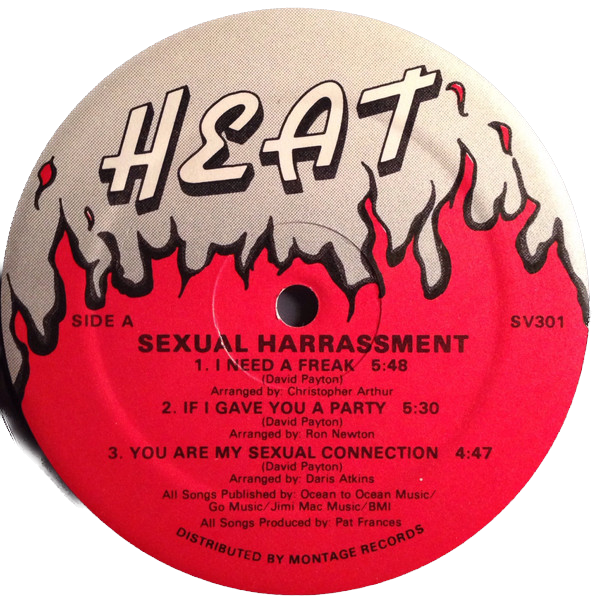 HEAT
SIDE A
SV301
SEXUAL HARRASSMENT
1. I NEED A FREAK 5:48
(David Payton)
Arranged by: Christopher Arthur
2. IF I GAVE YOU A PARTY 5:30
(David Payton)
Arranged by: Ron Newton
3. YOU ARE MY SEXUAL CONNECTION 4:47
(David Payton)
Arranged by: Daris Atkins
All Songs Published by: Ocean to Ocean Music/
Go Music/Jimi Mac Music/BMI
All Songs Produced by: Pat Frances
DISTRIBUTED BY MONTAGE RECORDS